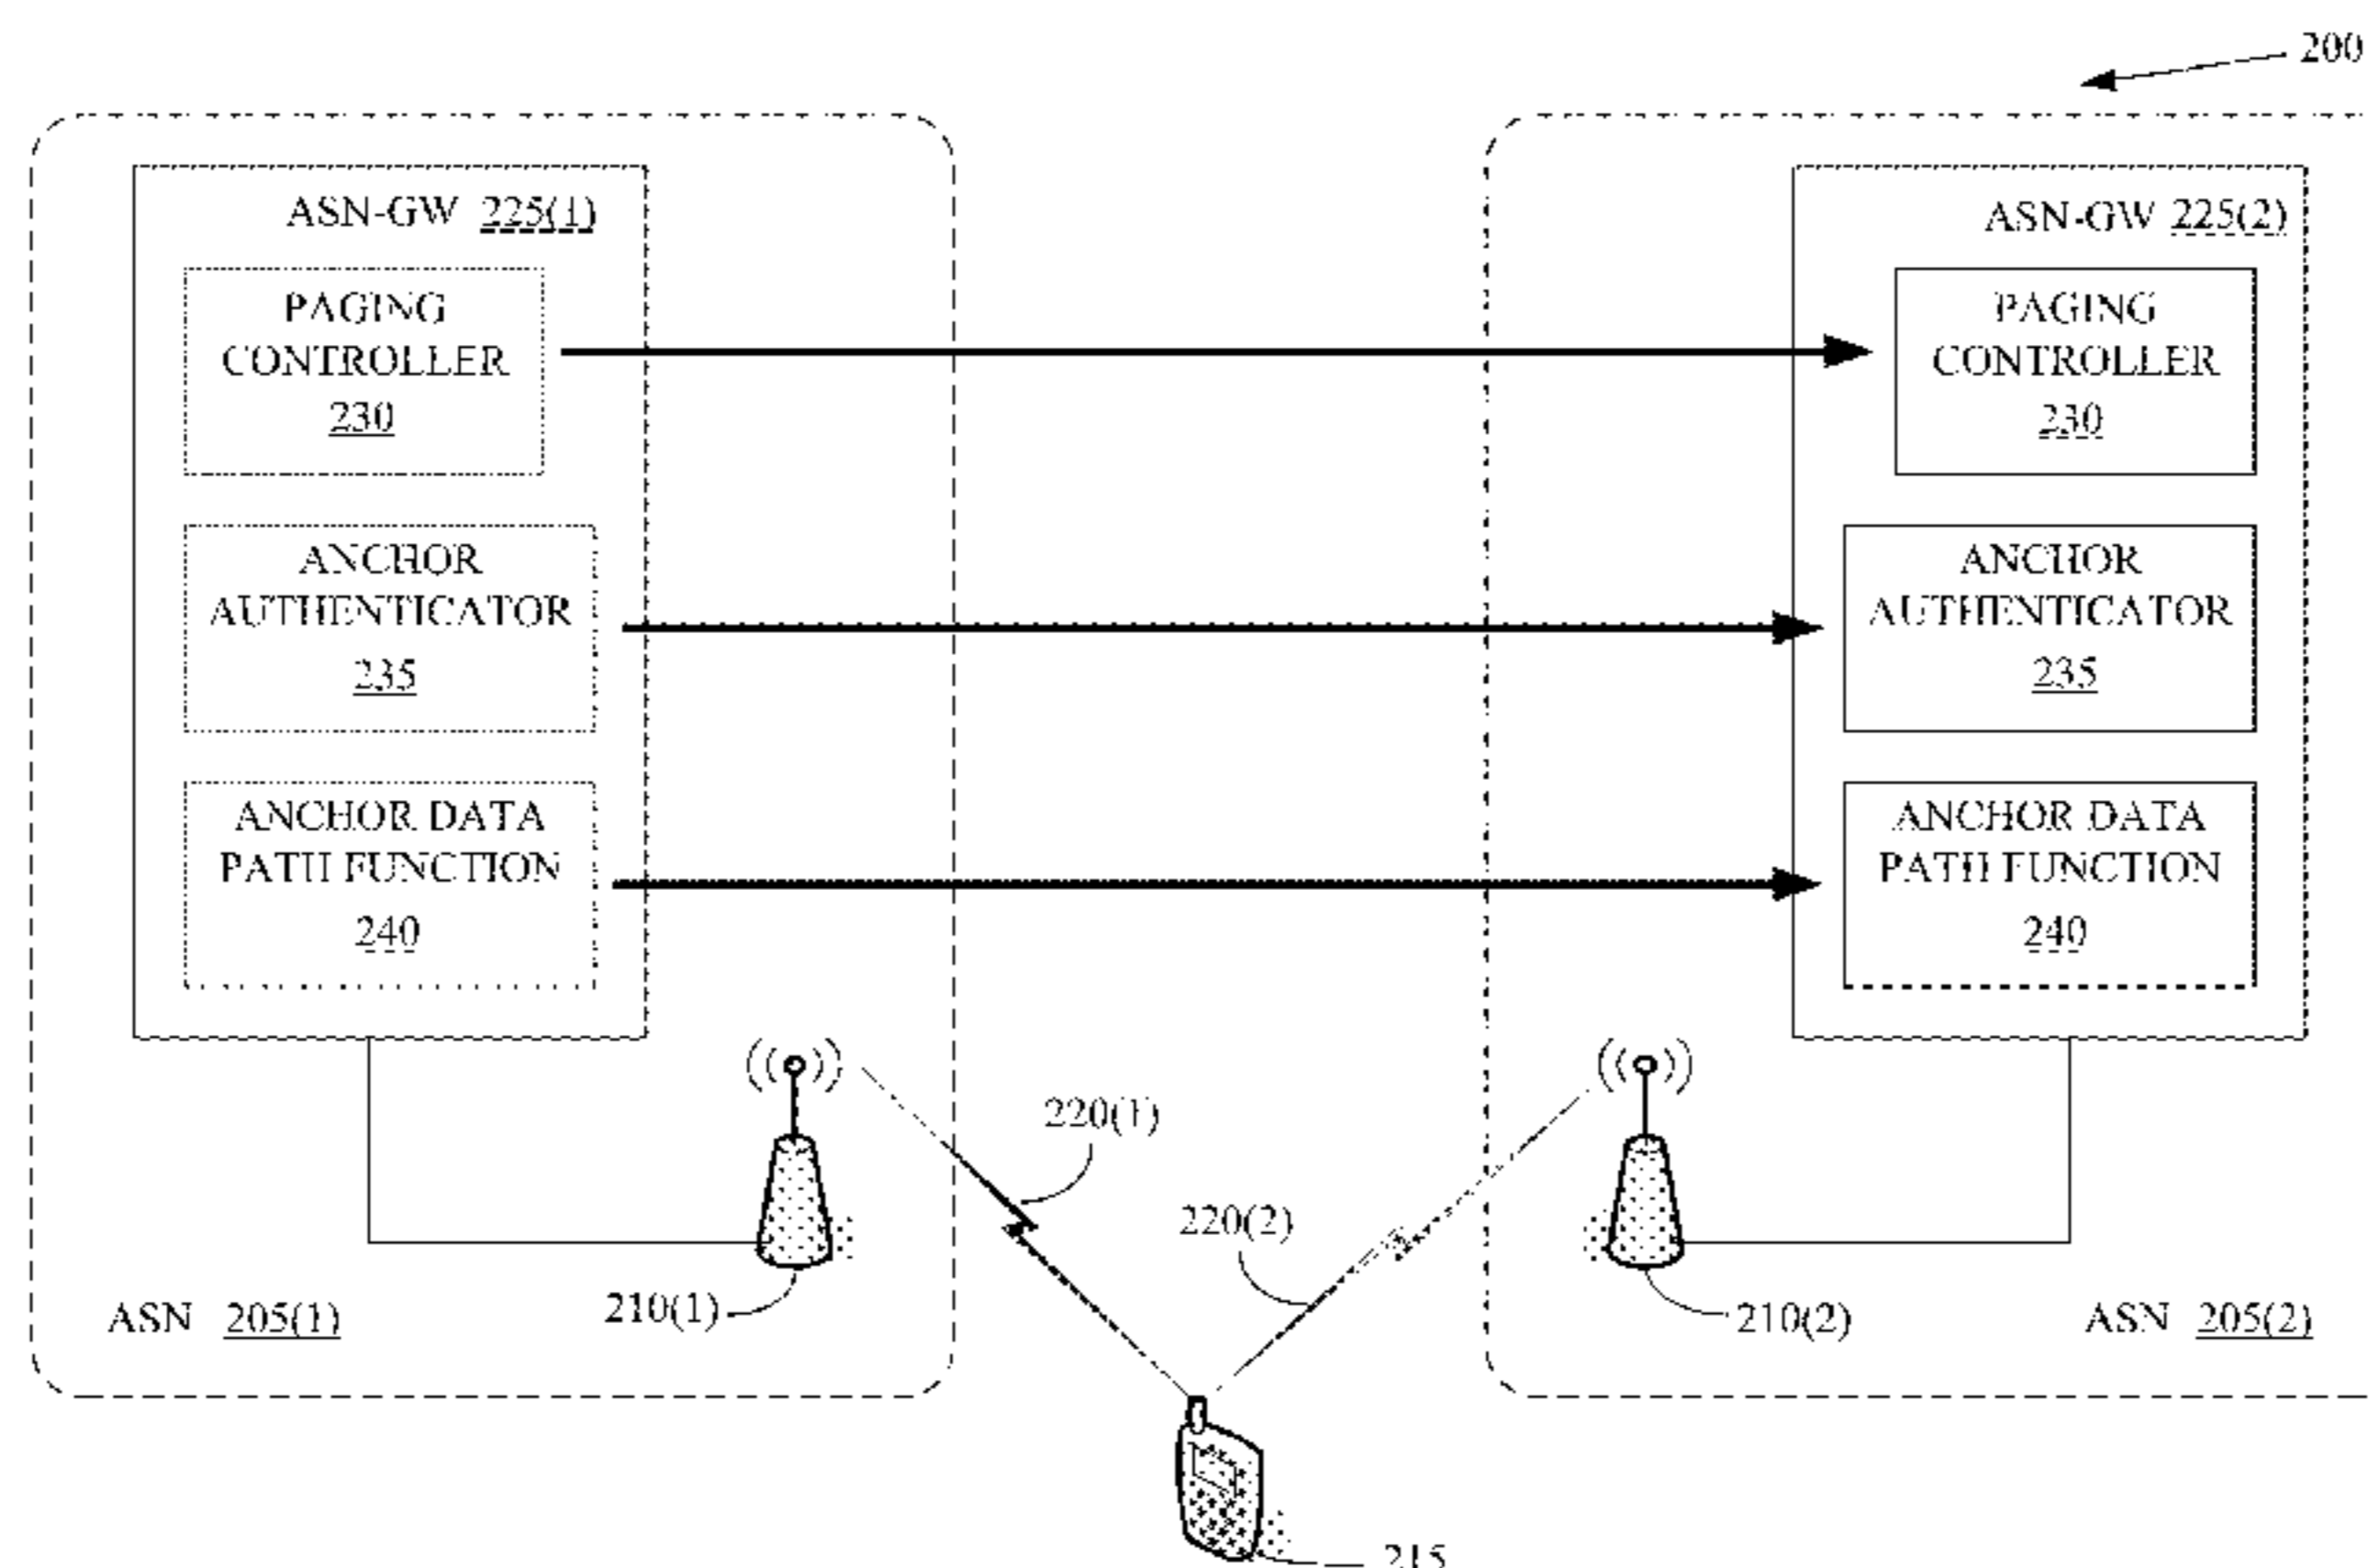 200
ASN-GW 225(1)
PAGING
CONTROLLER
230
ANCHOR
AUTHENTICATOR
235
ANCHOR DATA
PATH FUNCTION
240
ASN-GW 225(2)
PAGING
CONTROLLER
230
ANCHOR
AUTHENTICATOR
235
ANCHOR DATA
PATH FUNCTION
240
220(1)
220(2)
ASN 205(1)
210(1)
210(2)
ASN 205(2)
215